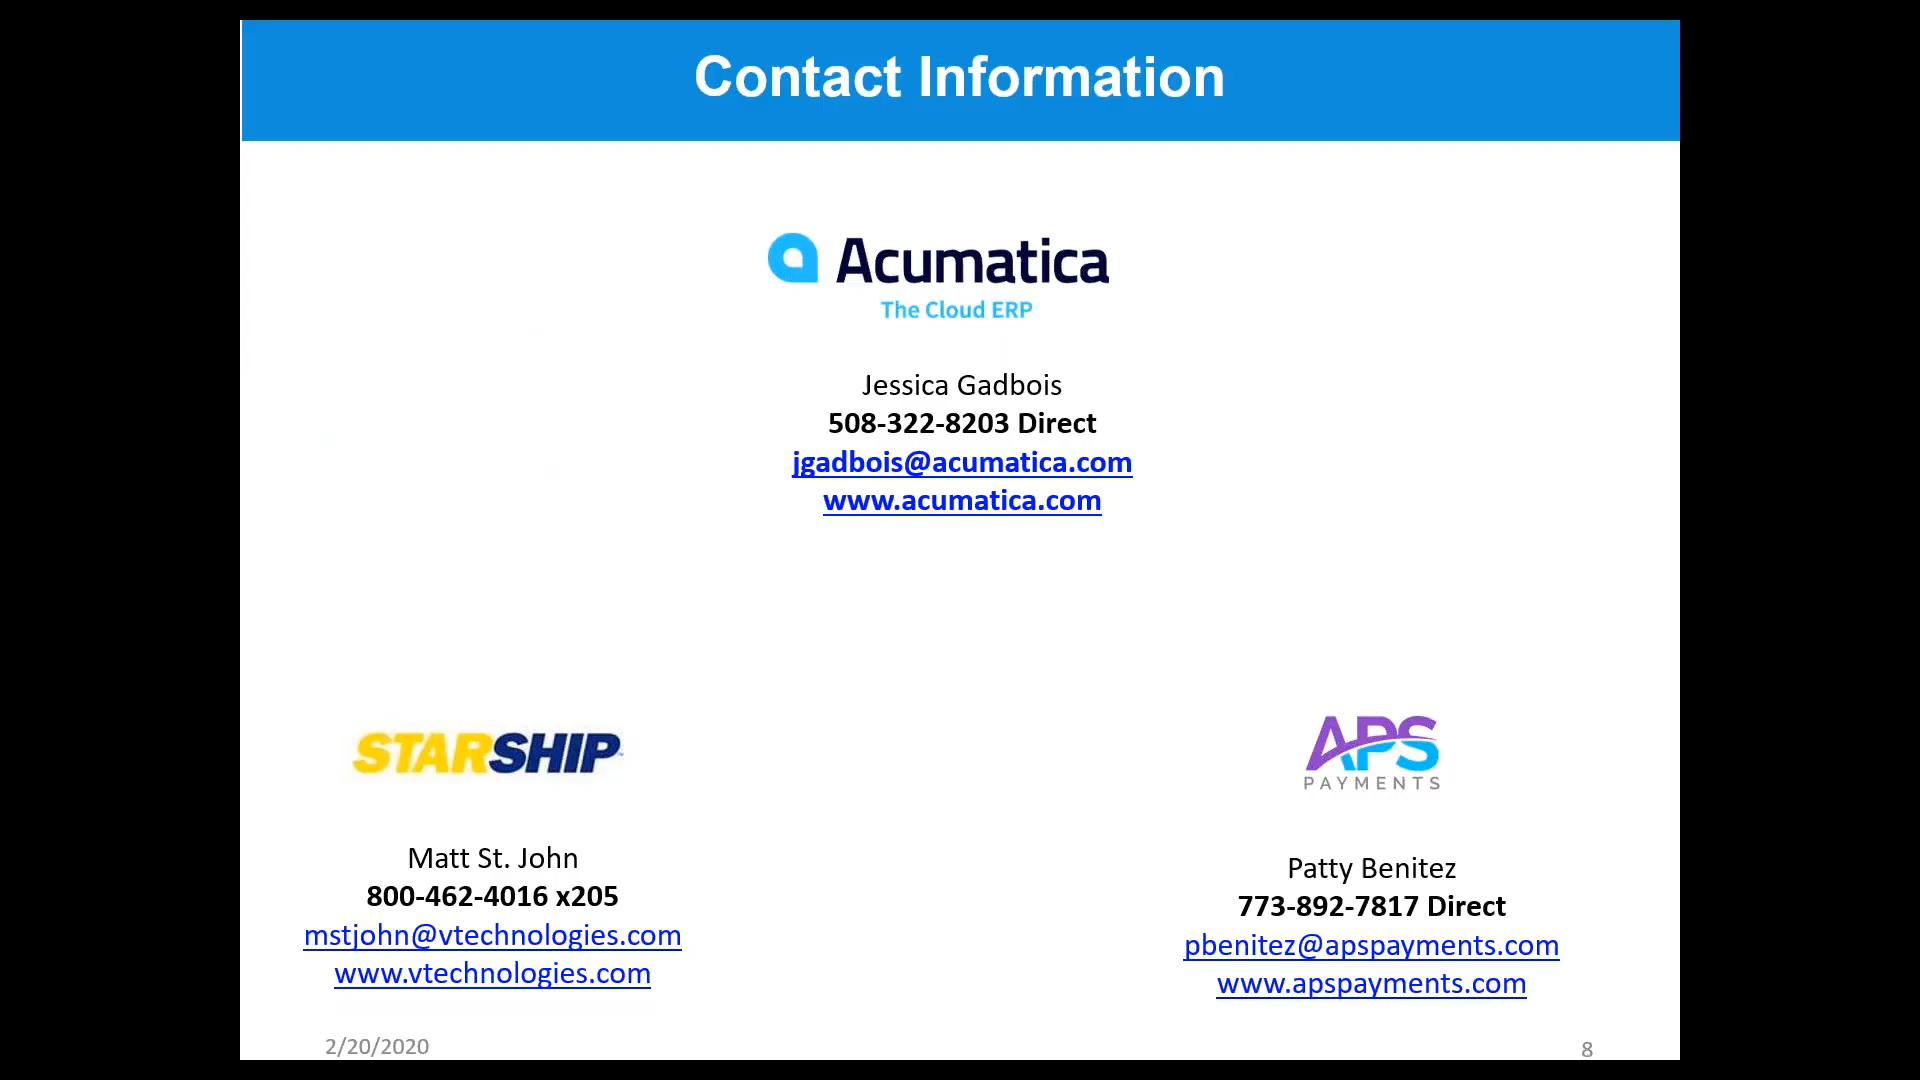 Contact Information
Acumatica
The Cloud ERP
Jessica Gadbois
508-322-8203 Direct
jgadbois@acumatica.com
www.acumatica.com
STARSHIP
Matt St. John
800-462-4016 x205
mstjohn@vtechnologies.com
www.vtechnologies.com
APS
PAYMENTS
Patty Benitez
773-892-7817 Direct
pbenitez@apspayments.com
www.apspayments.com
2/20/2020
8